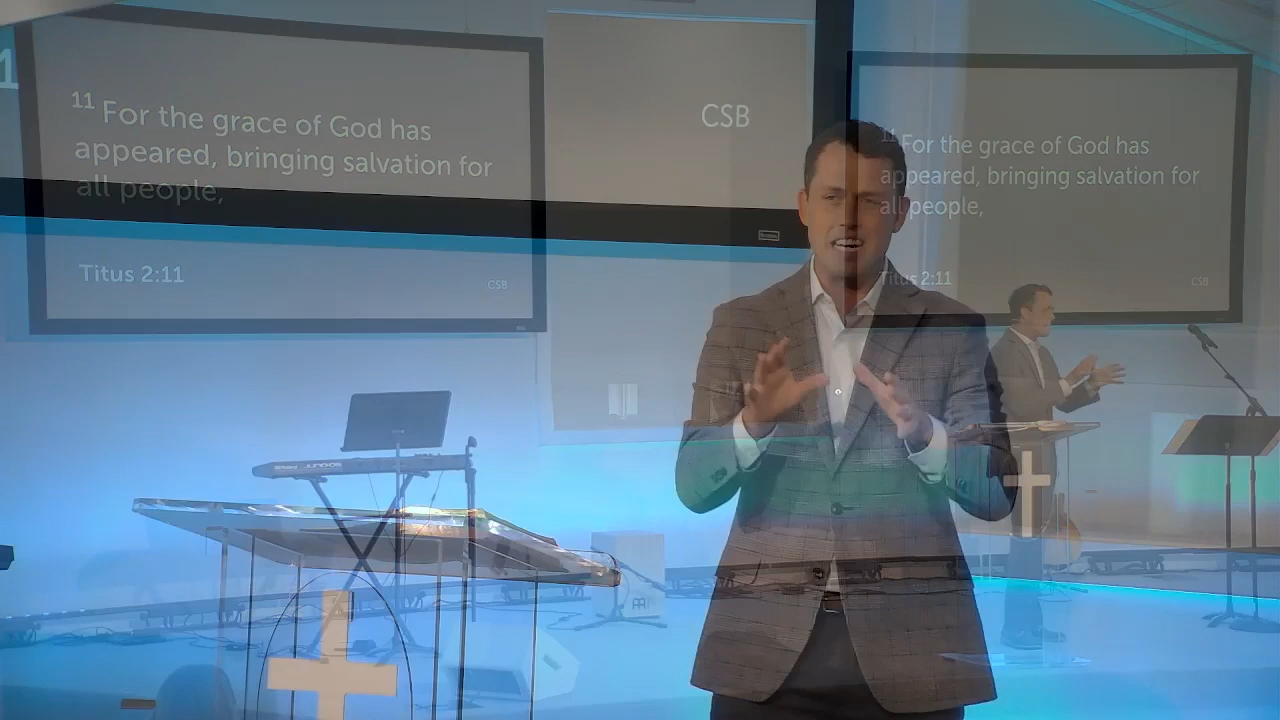 1
11 For the grace of God has
appeared, bringing salvation for
all people,
Titus 2:11
CSB
CSB
11 For the grace of God has
appeared, bringing salvation for
all people,
Titus 2:11
CSB